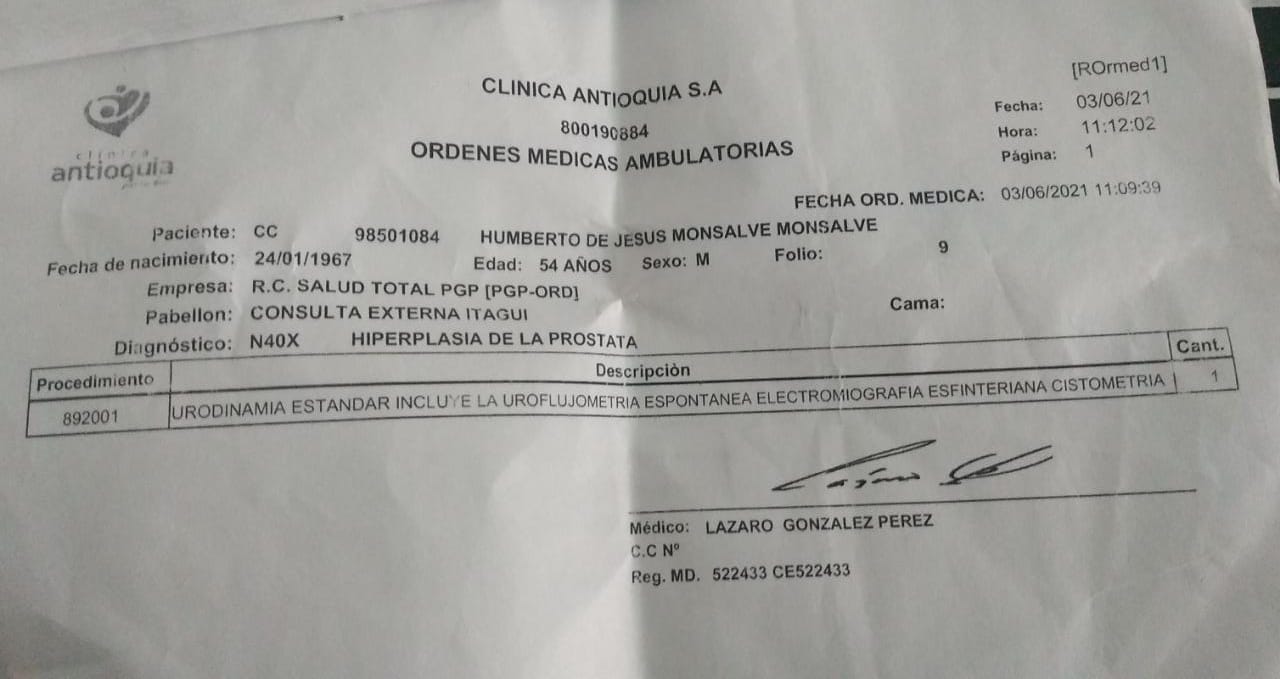 [ROrmed1]
CLINICA ANTIOQUIA S.A
Fecha: 03/06/21
800190884
Hora: 11:12:02
ORDENES MEDICAS AMBULATORIAS
Página: 1
clínica
antioquia
FECHA ORD. MEDICA: 03/06/2021 11:09:39
Paciente: CC 98501084 HUMBERTO DE JESUS MONSALVE MONSALVE
Fecha de nacimiento: 24/01/1967 Edad: 54 AÑOS Sexo: M Folio: 9
Empresa: R.C. SALUD TOTAL PGP [PGP-ORD]
Pabellon: CONSULTA EXTERNA ITAGUI Cama:
Diagnóstico: N40X HIPERPLASIA DE LA PROSTATA
Procedimiento Descripciòn Cant.
892001 URODINAMIA ESTANDAR INCLUYE LA UROFLUJOMETRIA ESPONTANEA ELECTROMIOGRAFIA ESFINTERIANA CISTOMETRIA 1
Médico: LAZARO GONZALEZ PEREZ
C.C Nº
Reg. MD. 522433 CE522433